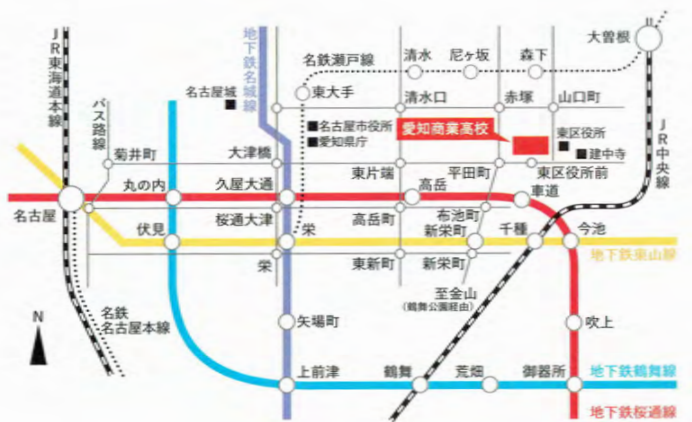 JR東海道本線
バス路線
地下鉄名城線
名鉄瀬戸線
清水
尼ヶ坂
森下
大曽根
名古屋城
東大手
清水口
赤塚
山口町
名古屋市役所
愛知県庁
愛知商業高校
東区役所
建中寺
JR中央線
菊井町
大津橋
東片端
平田町
東区役所前
丸の内
久屋大通
高岳
車道
名古屋
桜通大津
高岳町
布池町
伏見
栄
新栄町
千種
今池
地下鉄東山線
栄
東新町
新栄町
至金山
(鶴舞公園経由)
N
名鉄
名古屋本線
矢場町
吹上
上前津
鶴舞
荒畑
御器所
地下鉄鶴舞線
地下鉄桜通線